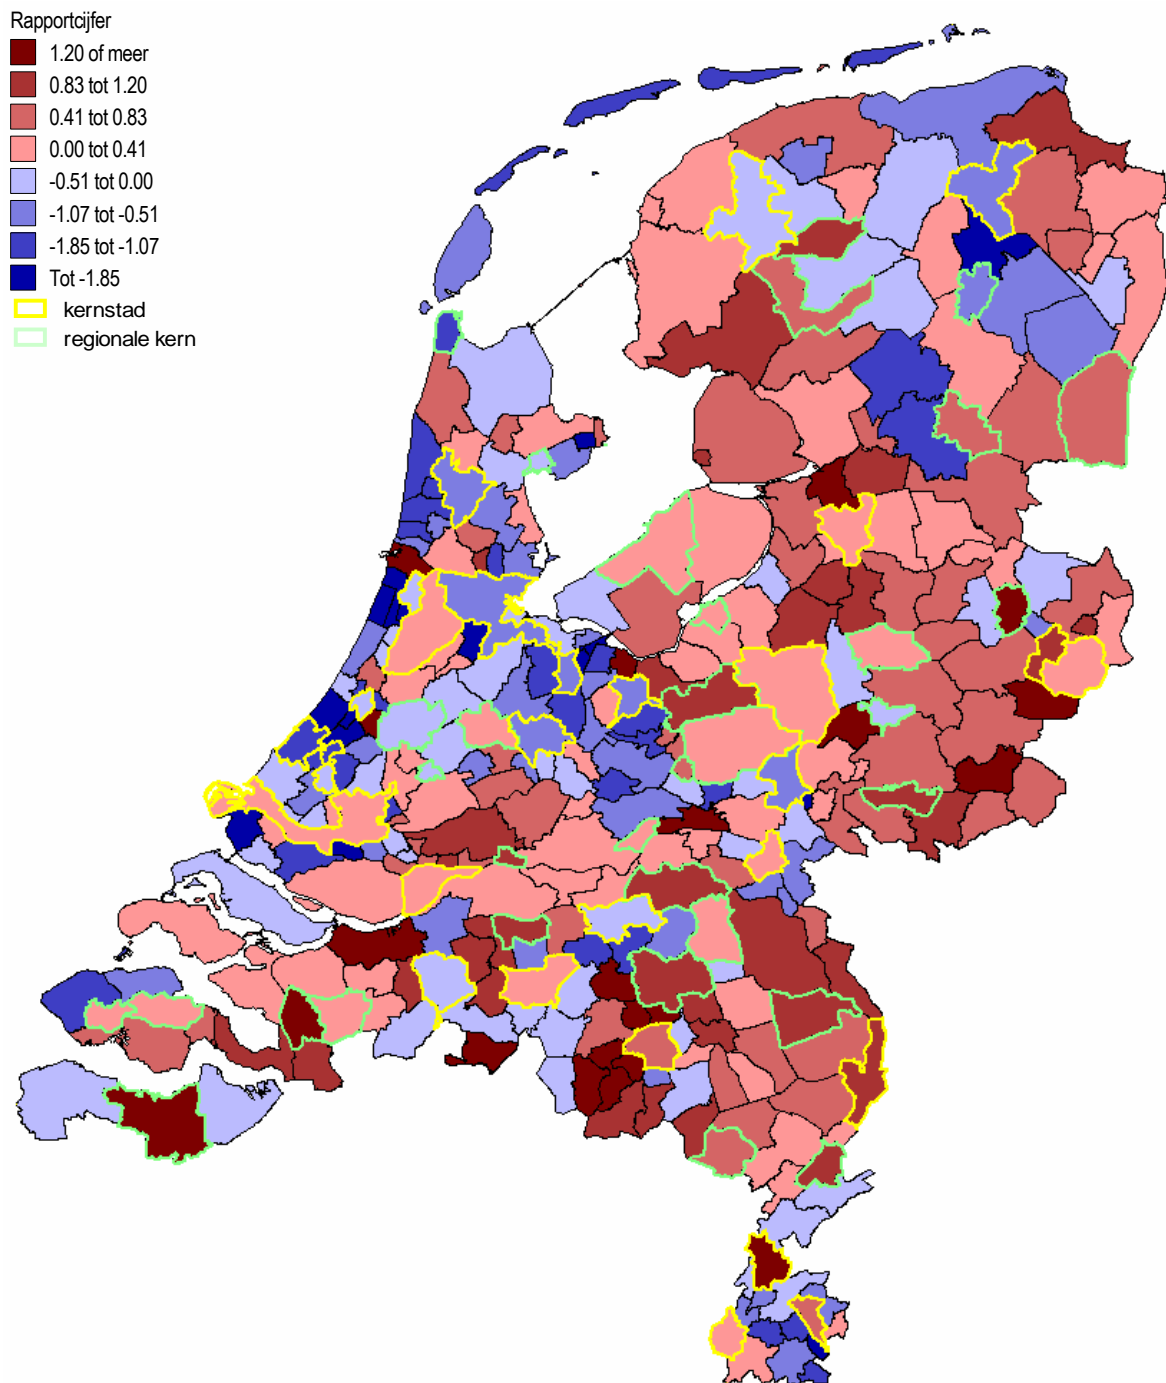 Rapportcijfer
1.20 of meer
0.83 tot 1.20
0.41 tot 0.83
0.00 tot 0.41
-0.51 tot 0.00
-1.07 tot -0.51
-1.85 tot -1.07
Tot -1.85
kernstad
regionale kern